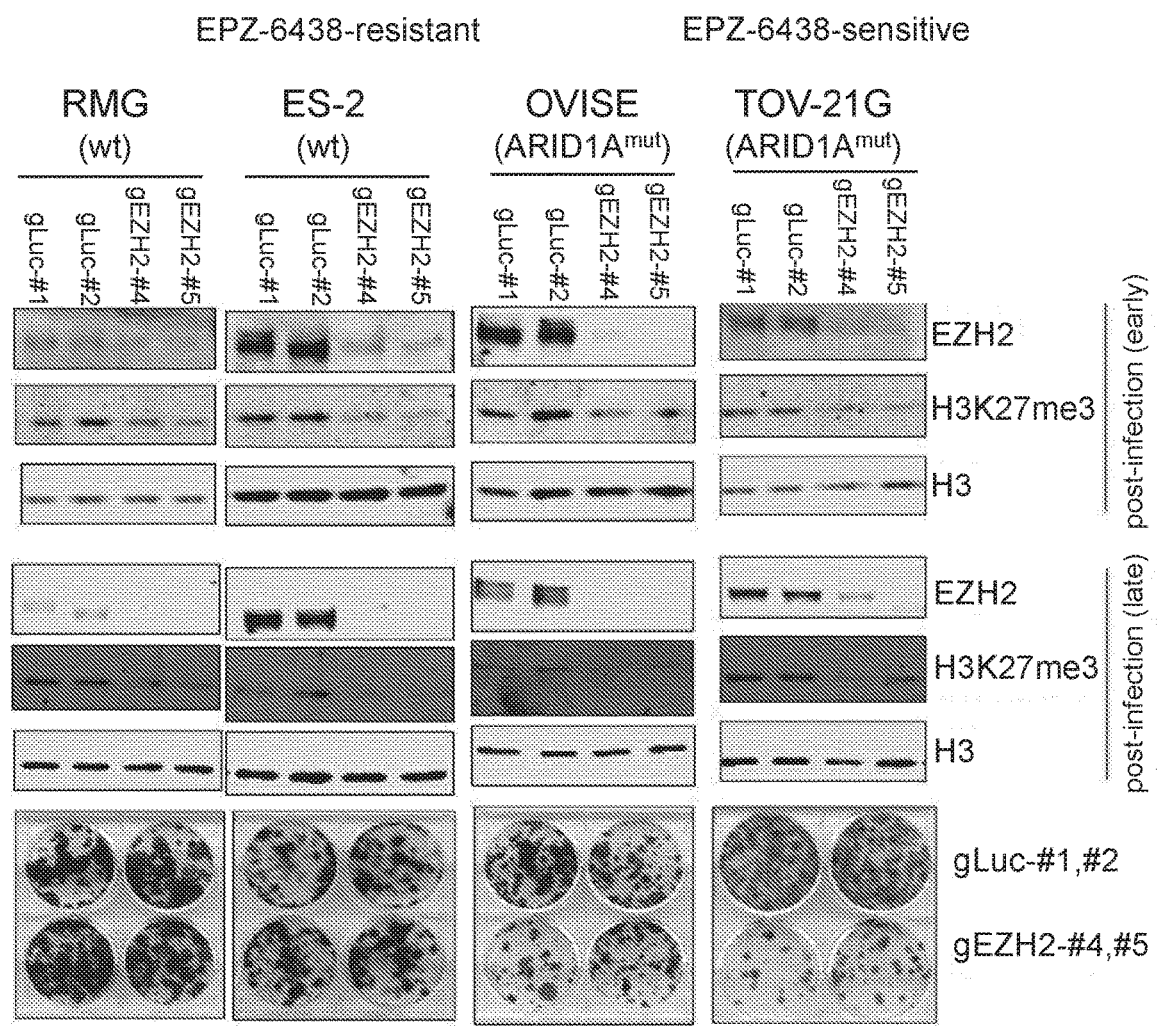 EPZ-6438-resistant EPZ-6438-sensitive
RMG ES-2 OVISE TOV-21G
(wt) (wt) (ARID1Amut) (ARID1Amut)
gLuc-#1 gLuc-#2 gEZH2-#4 gEZH2-#5 gLuc-#1 gLuc-#2 gEZH2-#4 gEZH2-#5 gLuc-#1 gLuc-#2 gEZH2-#4 gEZH2-#5 gLuc-#1 gLuc-#2 gEZH2-#4 gEZH2-#5
EZH2
H3K27me3
H3
post-infection (early)
EZH2
H3K27me3
H3
post-infection (late)
gLuc-#1,#2
gEZH2-#4,#5